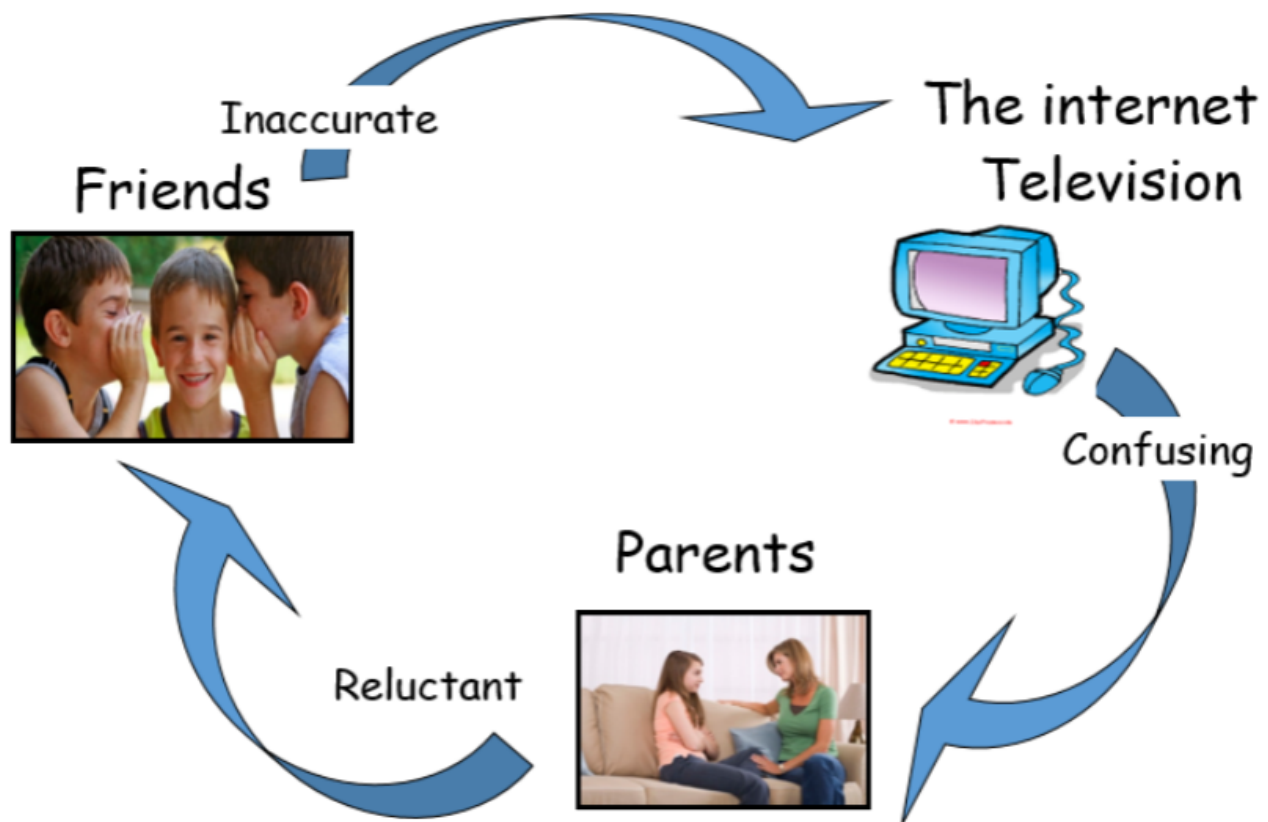 Inaccurate
Friends
The internet
Television
Confusing
Parents
Reluctant